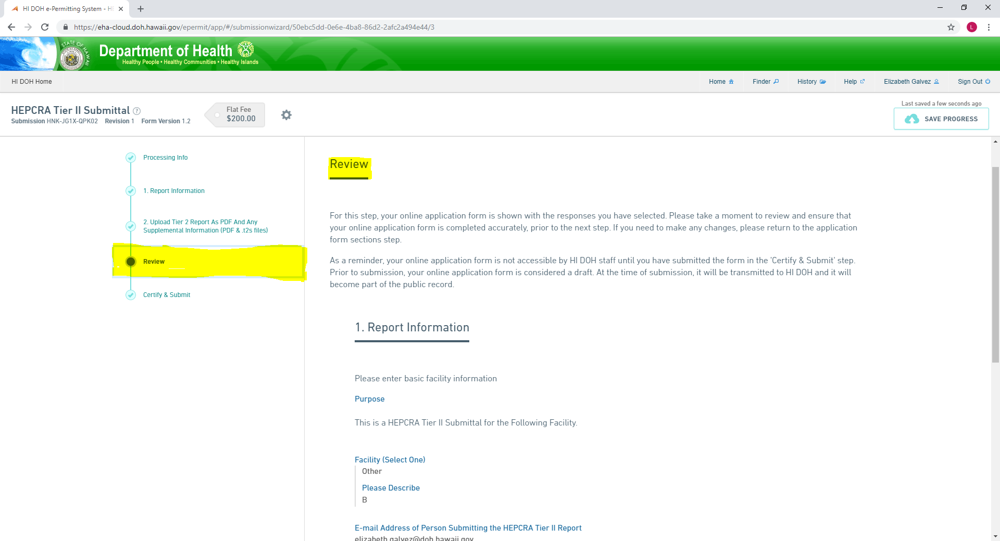 HI DOH e-Permitting System - HE
https://eha-cloud.doh.hawaii.gov/epermit/app/#/submissionwizard/50ebc5dd-0e6e-4ba8-86d2-2afc2a494e44/3
L
STATE OF HAWAII
Department of Health
Healthy People • Healthy Communities • Healthy Islands
HI DOH Home
Home
Finder
History
Help
Elizabeth Galvez
Sign Out
HEPCRA Tier II Submittal ?
Submission HNK-JG1X-QPK02 Revision 1 Form Version 1.2
Flat Fee
$200.00
Last saved a few seconds ago
SAVE PROGRESS
Processing Info
1. Report Information
2. Upload Tier 2 Report As PDF And Any
Supplemental Information (PDF & .t2s files)
Review
Certify & Submit
Review
For this step, your online application form is shown with the responses you have selected. Please take a moment to review and ensure that
your online application form is completed accurately, prior to the next step. If you need to make any changes, please return to the application
form sections step.
As a reminder, your online application form is not accessible by HI DOH staff until you have submitted the form in the 'Certify & Submit' step.
Prior to submission, your online application form is considered a draft. At the time of submission, it will be transmitted to HI DOH and it will
become part of the public record.
1. Report Information
Please enter basic facility information
Purpose
This is a HEPCRA Tier II Submittal for the Following Facility.
Facility (Select One)
Other
Please Describe
B
E-mail Address of Person Submitting the HEPCRA Tier II Report
elizabeth.galvez@doh.hawaii.gov